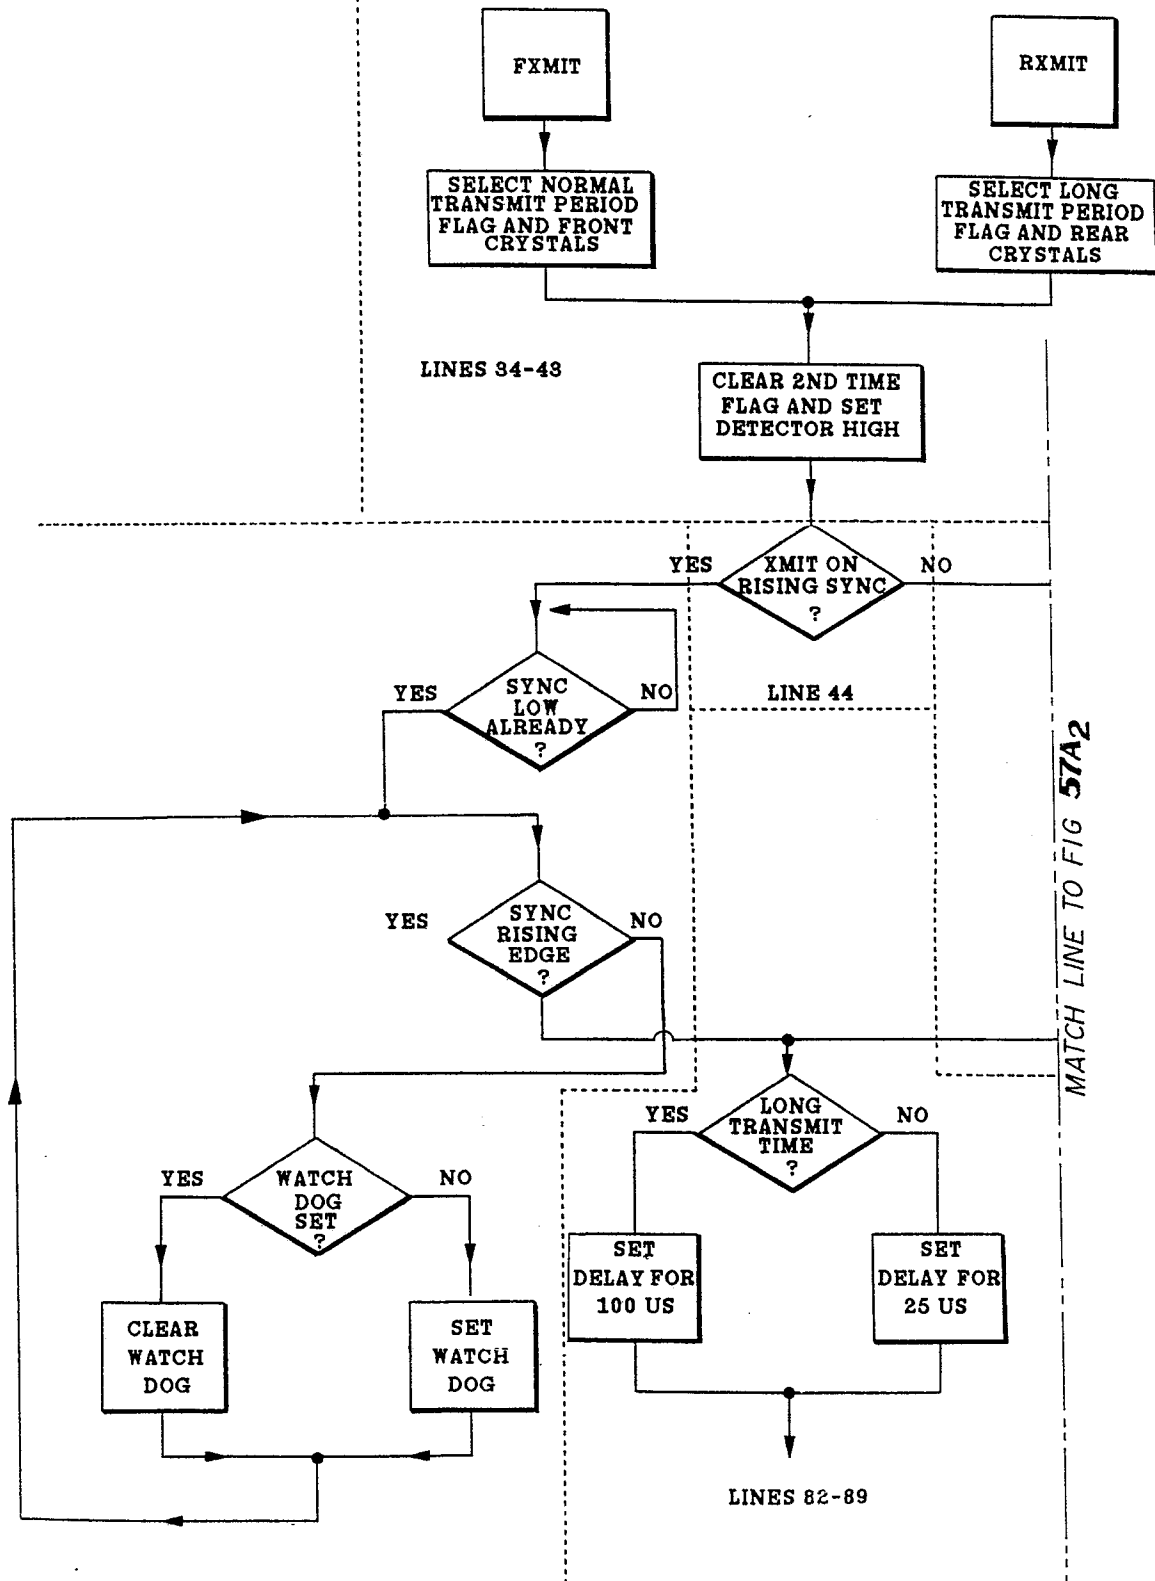 FXMIT
RXMIT
SELECT NORMAL
TRANSMIT PERIOD
FLAG AND FRONT
CRYSTALS
SELECT LONG
TRANSMIT PERIOD
FLAG AND REAR
CRYSTALS
LINES 34-43
CLEAR 2ND TIME
FLAG AND SET
DETECTOR HIGH
YES
XMIT ON
RISING SYNC
?
NO
YES
SYNC
LOW
ALREADY
?
NO
LINE 44
MATCH LINE TO FIG 57A2
YES
SYNC
RISING
EDGE
?
NO
YES
LONG
TRANSMIT
TIME
?
NO
YES
WATCH
DOG
SET
?
NO
SET
DELAY FOR
100 US
SET
DELAY FOR
25 US
CLEAR
WATCH
DOG
SET
WATCH
DOG
LINES 82-89